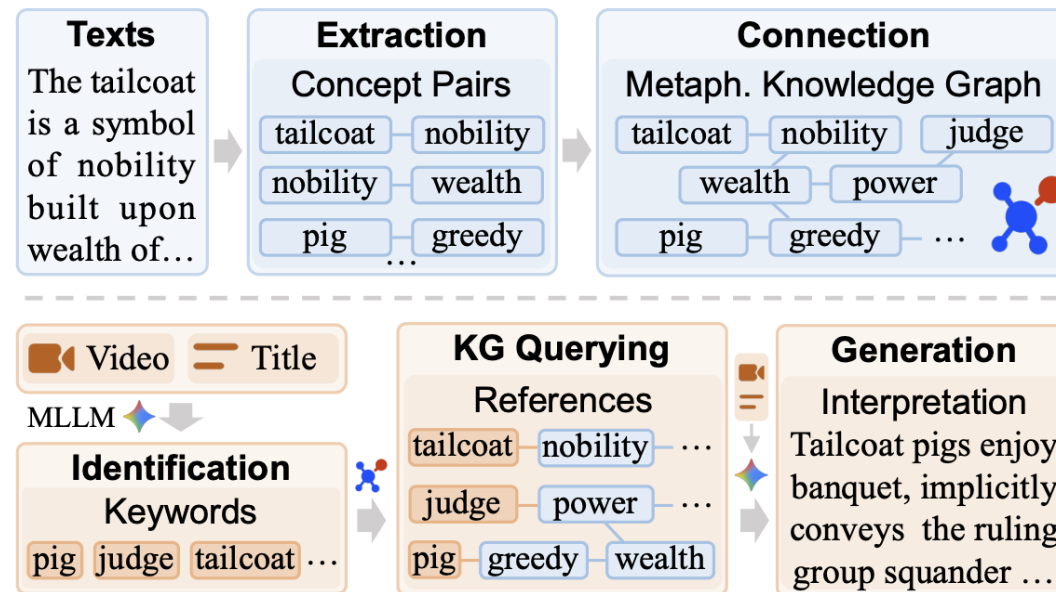 Texts
The tailcoat
is a symbol
of nobility
built upon
wealth of...
Extraction
Concept Pairs
tailcoat nobility
nobility wealth
pig greedy
...
Connection
Metaph. Knowledge Graph
tailcoat nobility judge
wealth power
pig greedy ...
Video Title
MLLM
Identification
Keywords
pig judge tailcoat ...
KG Querying
References
tailcoat nobility ...
judge power ...
pig greedy wealth
Generation
Interpretation
Tailcoat pigs enjoy
banquet, implicitly
conveys the ruling
group squander ...